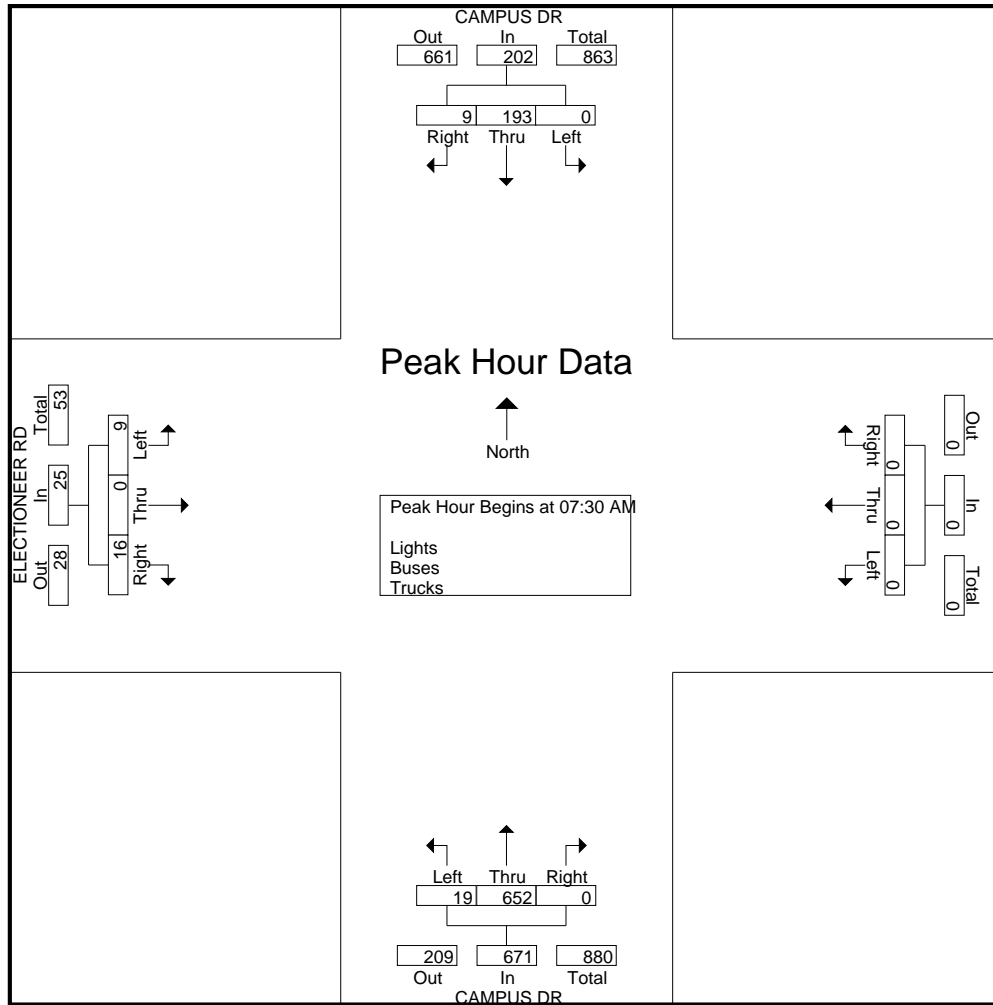 CAMPUS DR
Out In Total
661 202 863
9 193 0
Right Thru Left
Peak Hour Data
North
Peak Hour Begins at 07:30 AM
Lights
Buses
Trucks
ELECTIONEER RD
Total In Out
53 25 28
9 0 16
Left Thru Right
Right Thru Left
0 0 0
Out In Total
0 0 0
Left Thru Right
19 652 0
209 671 880
Out In Total
CAMPUS DR